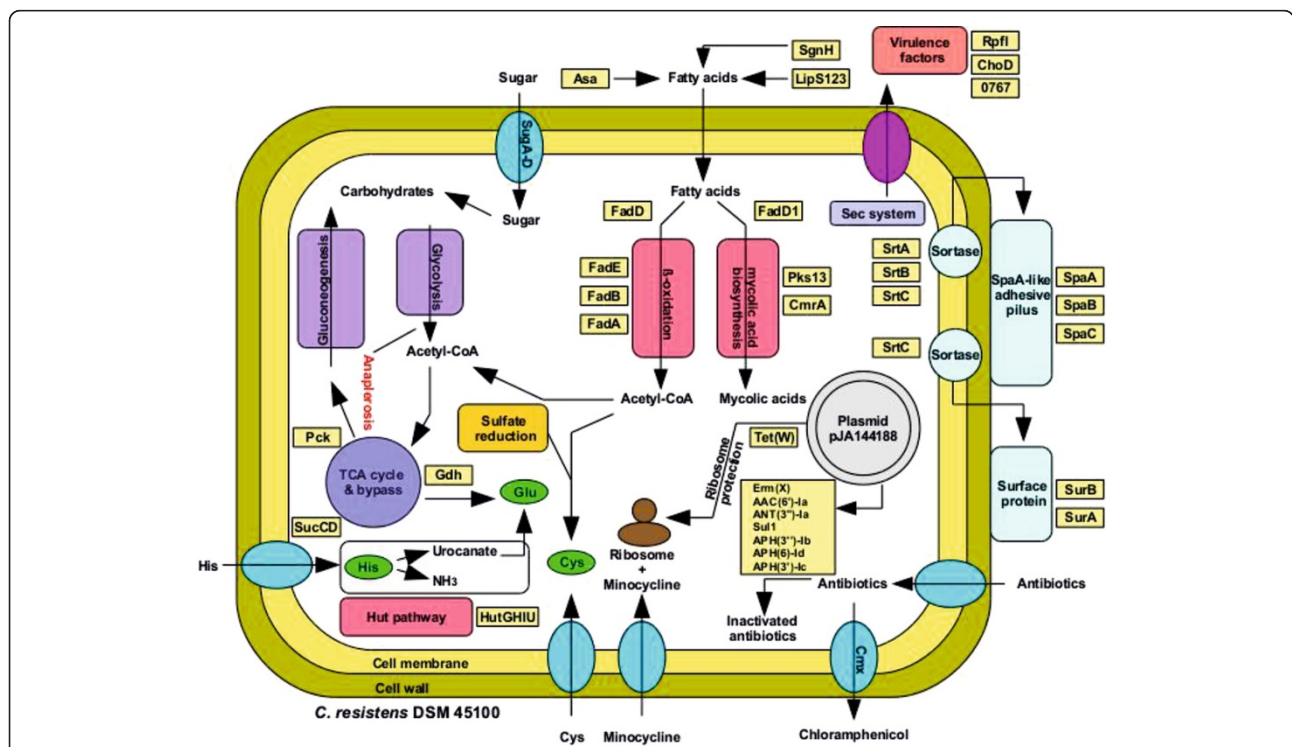 Sugar
Asa
Fatty acids
SgnH
LipS123
Virulence
factors
RpfI
ChoD
0767
SugA-D
Carbohydrates
Sugar
Fatty acids
FadD
FadD1
Sec system
Gluconeogenesis
Glycolysis
FadE
FadB
FadA
ß-oxidation
mycolic acid
biosynthesis
Pks13
CmrA
SrtA
SrtB
SrtC
Sortase
SpaA-like
adhesive
pilus
SpaA
SpaB
SpaC
Acetyl-CoA
Anaplerosis
SrtC
Sortase
Acetyl-CoA
Mycolic acids
Plasmid
pJA144188
Sulfate
reduction
Tet(W)
Ribosome
protection
Pck
TCA cycle
& bypass
Gdh
Glu
SucCD
Erm(X)
AAC(6')-Ia
ANT(3'')-Ia
Sul1
APH(3'')-Ib
APH(6)-Id
APH(3')-Ic
Surface
protein
SurB
SurA
His
His
Urocanate
NH3
Cys
Ribosome
+
Minocycline
Antibiotics
Antibiotics
Hut pathway
HutGHIU
Inactivated
antibiotics
Cmx
Cell membrane
Cell wall
C. resistens DSM 45100
Cys
Minocycline
Chloramphenicol